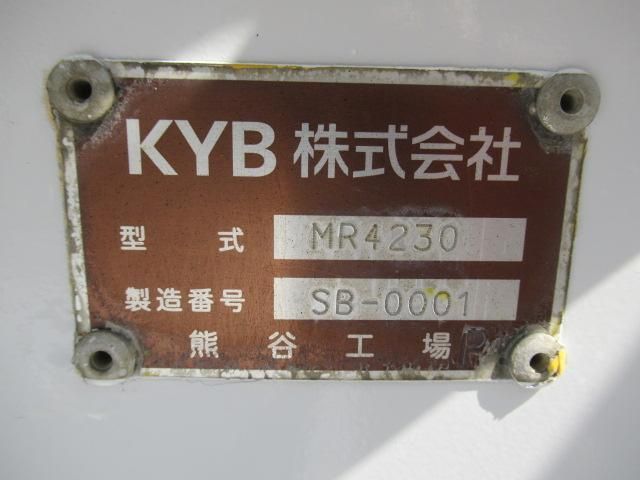 KYB 株式会社
型式 MR4230
製造番号 SB-0001
熊谷工場 P